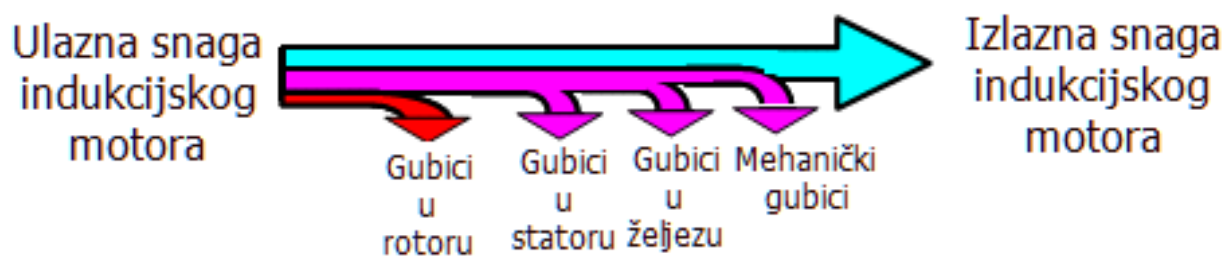 Ulazna snaga
indukcijskog
motora
Izlazna snaga
indukcijskog
motora
Gubici
u
rotoru
Gubici
u
statoru
Gubici
u
željezu
Mehanički
gubici